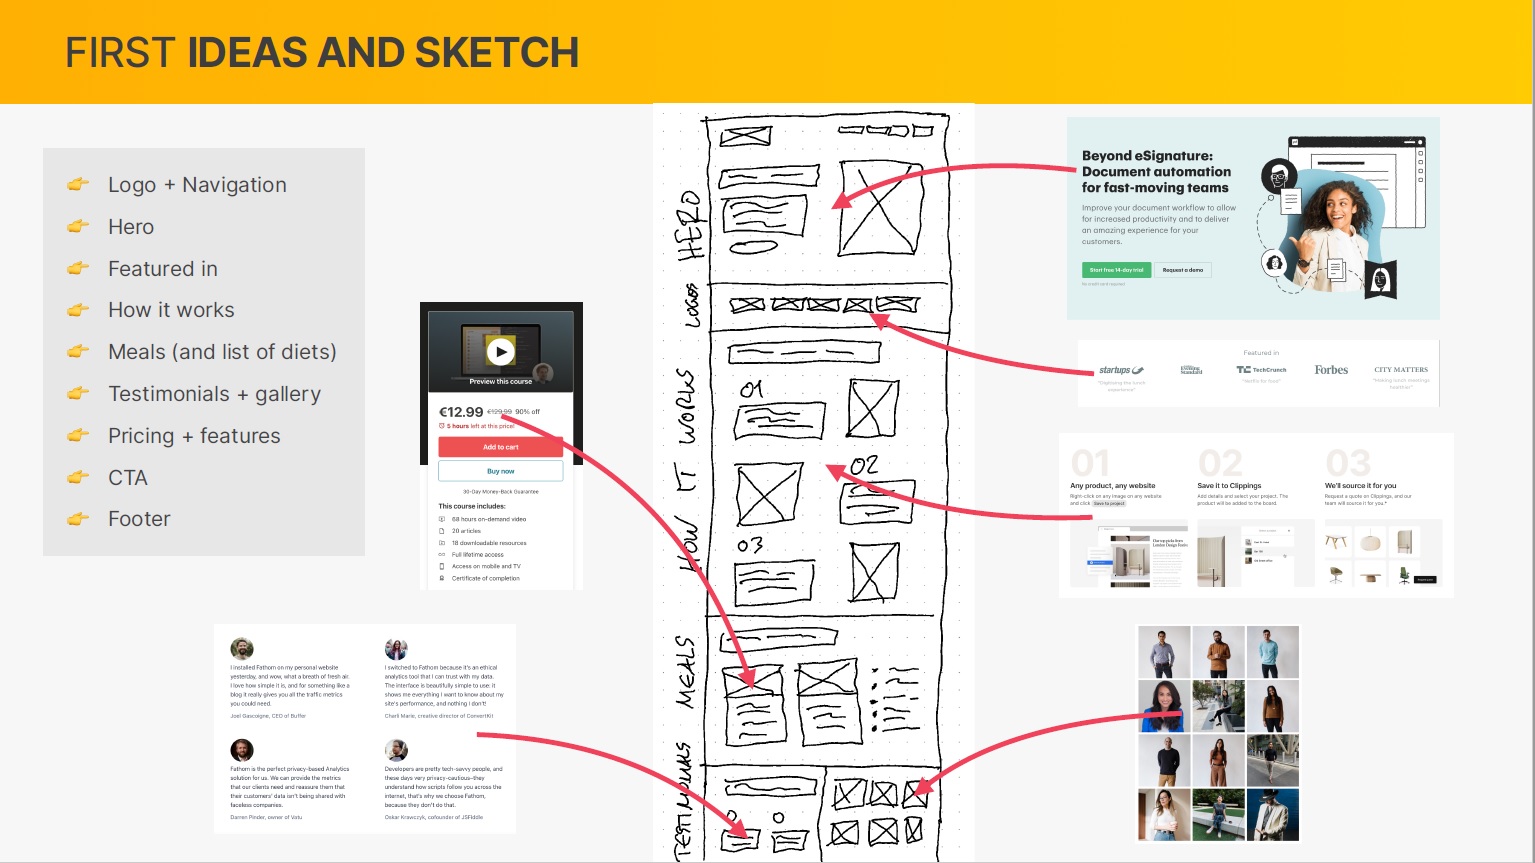 FIRST IDEAS AND SKETCH
👉 Logo + Navigation
👉 Hero
👉 Featured in
👉 How it works
👉 Meals (and list of diets)
👉 Testimonials + gallery
👉 Pricing + features
👉 CTA
👉 Footer
Preview this course
€12.99 €129.99 90% off
5 hours left at this price!
Add to cart
Buy now
30-Day Money-Back Guarantee
This course includes:
68 hours on-demand video
20 articles
18 downloadable resources
Full lifetime access
Access on mobile and TV
Certificate of completion
I installed Fathom on my personal website
yesterday, and wow, what a breath of fresh air.
I love how simple it is, and for something like a
blog it really gives you all the traffic metrics
you could need.
Joel Gascoigne, CEO of Buffer
I switched to Fathom because it's an ethical
analytics tool that I can trust with my data.
The interface is beautifully simple to use: it
shows me everything I want to know about my
site's performance, and nothing I don't!
Charli Marie, creative director of ConvertKit
Fathom is the perfect privacy-based Analytics
solution for us. We can provide the metrics
that our clients need and reassure them that
their customers' data isn't being shared with
faceless companies.
Darren Pinder, owner of Votu
Developers are pretty tech-savvy people, and
these days very privacy-cautious–they
understand how scripts follow you across the
internet, that's why we choose Fathom,
because they don't do that.
Oskar Krawczyk, cofounder of JSFiddle
HERO
LOGOS
HOW IT WORKS
01
02
03
MEALS
TESTIMONIALS
Beyond eSignature:
Document automation
for fast-moving teams
Improve your document workflow to allow
for increased productivity and to deliver
an amazing experience for your
customers.
Start free 14-day trial
Request a demo
No credit card required
Featured in
startups
Evening
Standard
TechCrunch
Forbes
CITY MATTERS
"Digitising the lunch
experience"
"Netflix for food"
"Making lunch meetings
healthier"
01
Any product, any website
Right-click on any image on any website
and click Save to project
02
Save it to Clippings
Add details and select your project. The
product will be added to the board.
03
We'll source it for you
Request a quote on Clippings, and our
team will source it for you.*